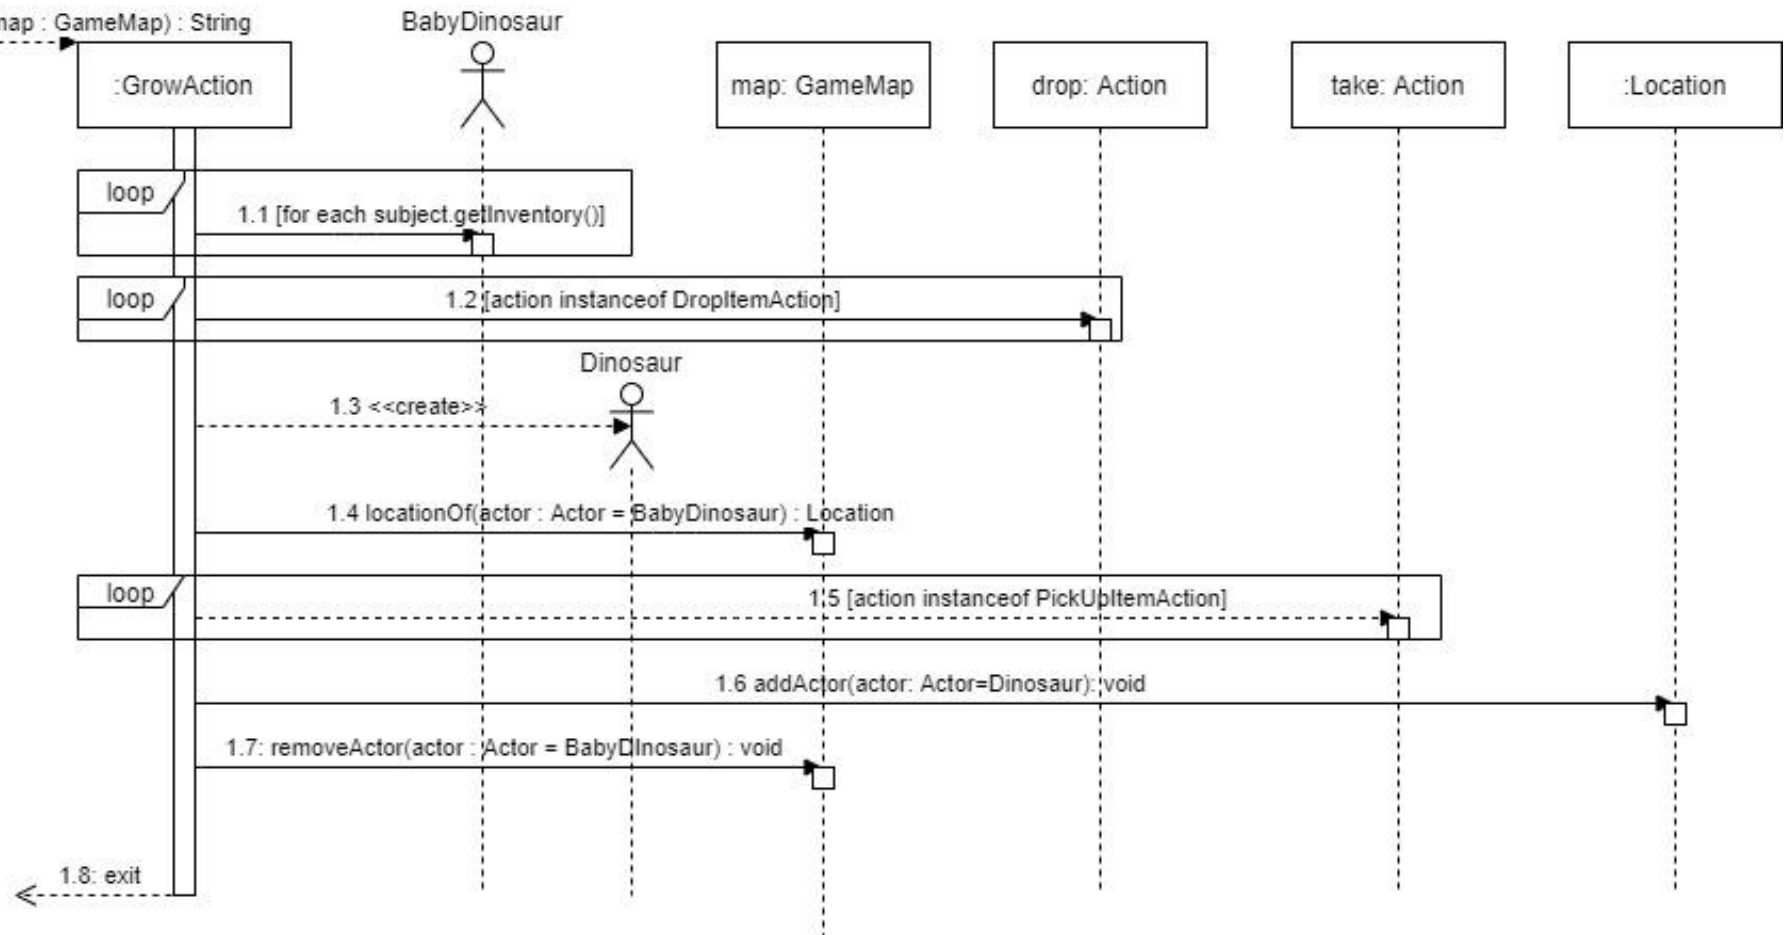 map : GameMap) : String
BabyDinosaur
:GrowAction
map: GameMap
drop: Action
take: Action
:Location
loop
1.1 [for each subject.getInventory()]
loop
1.2 [action instanceof DropItemAction]
Dinosaur
1.3 <<create>>
1.4 locationOf(actor : Actor = BabyDinosaur) : Location
loop
1.5 [action instanceof PickUpItemAction]
1.6 addActor(actor: Actor=Dinosaur): void
1.7: removeActor(actor : Actor = BabyDInosaur) : void
1.8: exit